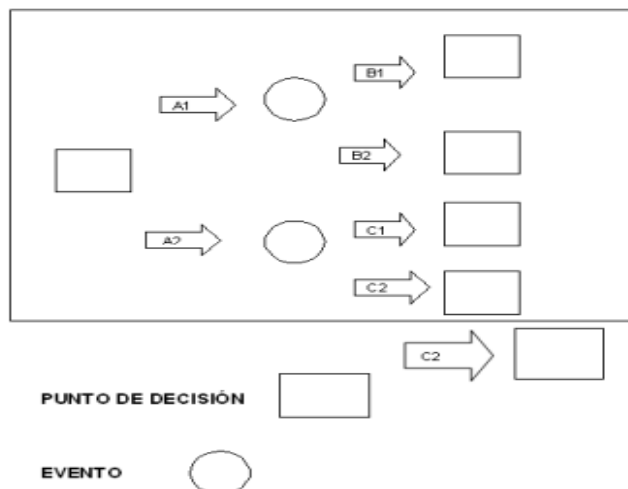 B1
A1
B2
C1
A2
C2
C2
PUNTO DE DECISIÓN
EVENTO